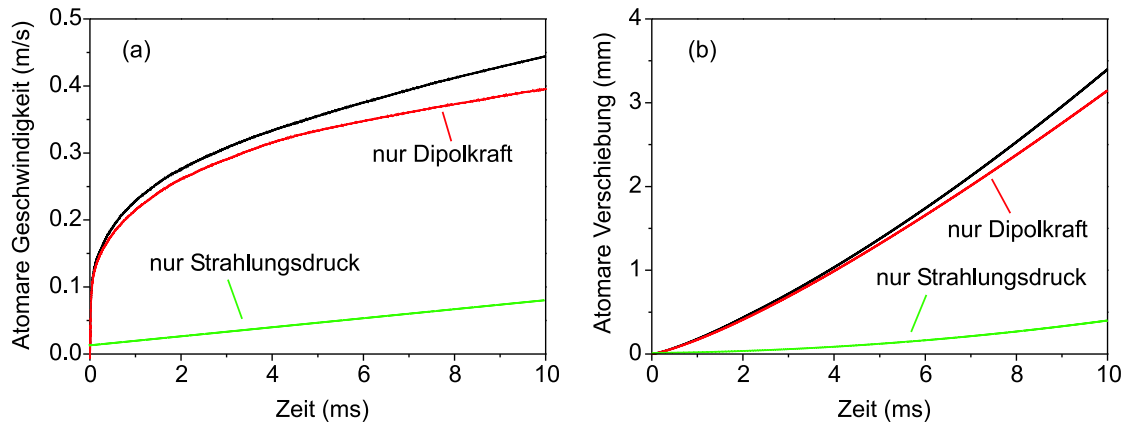 (a)
Atomare Geschwindigkeit (m/s)
0.5
0.4
0.3
0.2
0.1
0.0
nur Dipolkraft
nur Strahlungsdruck
0
2
4
6
8
10
Zeit (ms)
(b)
Atomare Verschiebung (mm)
4
3
2
1
0
nur Dipolkraft
nur Strahlungsdruck
0
2
4
6
8
10
Zeit (ms)